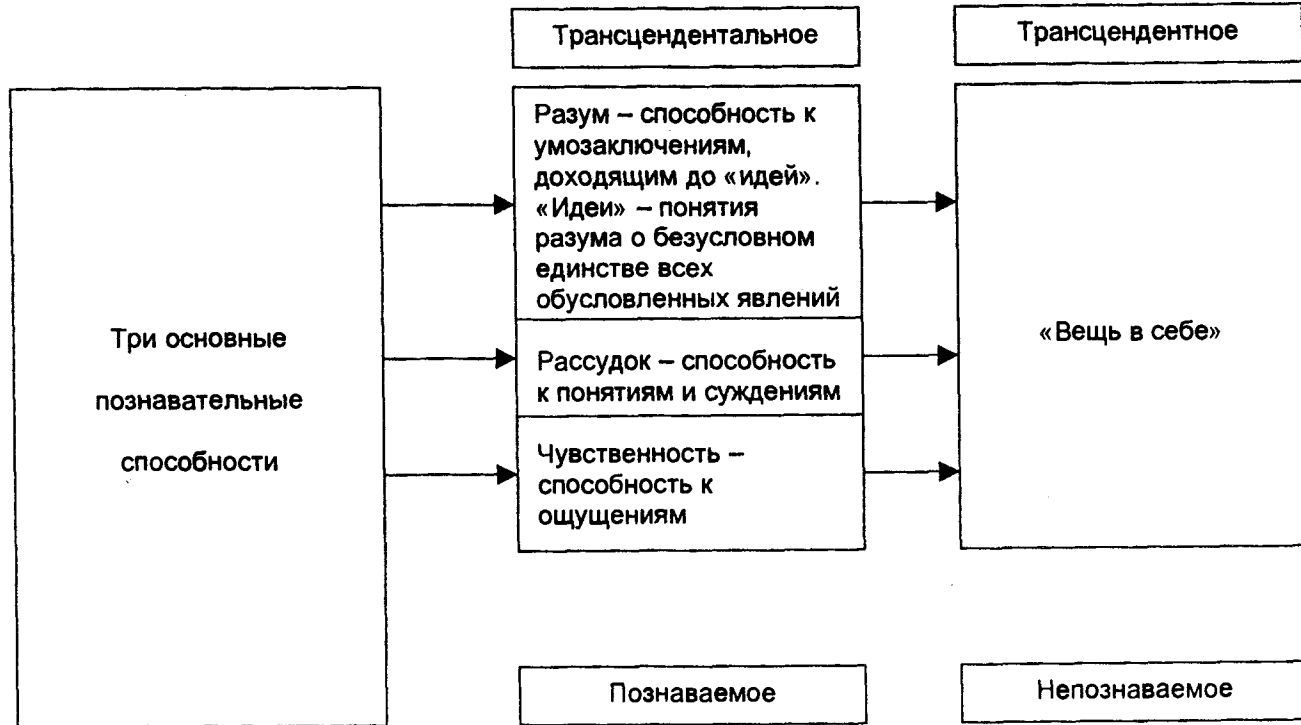 Трансцендентальное
Трансцендентное
Три основные
познавательные
способности
Разум – способность к
умозаключениям,
доходящим до «идей».
«Идеи» – понятия
разума о безусловном
единстве всех
обусловленных явлений
Рассудок – способность
к понятиям и суждениям
Чувственность –
способность к
ощущениям
«Вещь в себе»
Познаваемое
Непознаваемое